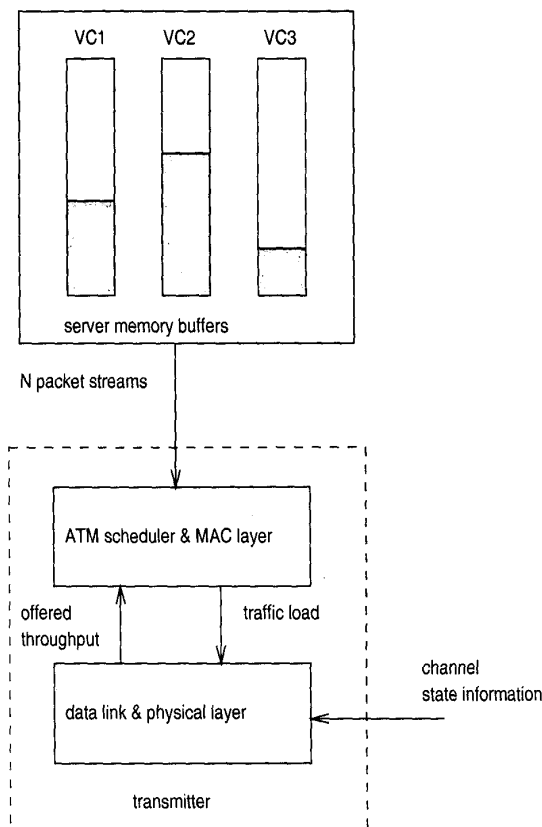 VC1
VC2
VC3
server memory buffers
N packet streams
ATM scheduler & MAC layer
offered
throughput
traffic load
channel
state information
data link & physical layer
transmitter